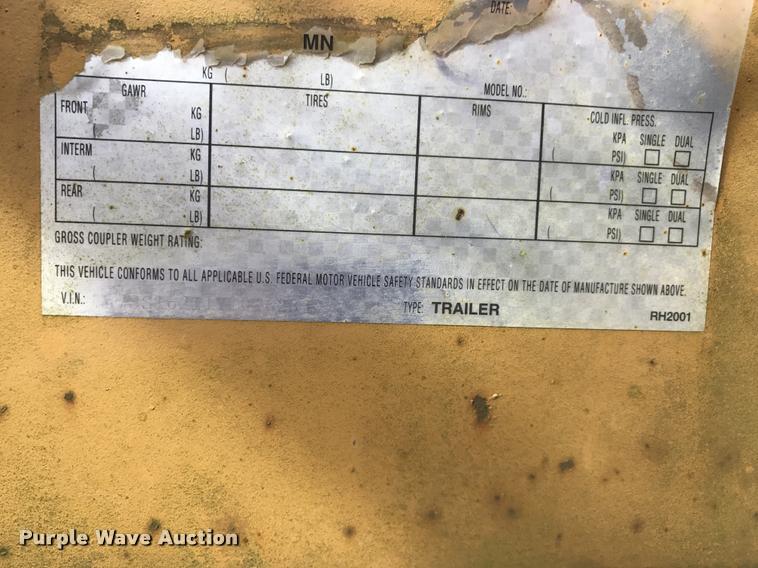 DATE:
MN
KG ( LB) MODEL NO.:
GAWR TIRES RIMS COLD INFL. PRESS.
FRONT KG KPA SINGLE DUAL
( LB) ( PSI)
INTERM KG KPA SINGLE DUAL
( LB) ( PSI)
REAR KG KPA SINGLE DUAL
( LB) ( PSI)
GROSS COUPLER WEIGHT RATING:
THIS VEHICLE CONFORMS TO ALL APPLICABLE U.S. FEDERAL MOTOR VEHICLE SAFETY STANDARDS IN EFFECT ON THE DATE OF MANUFACTURE SHOWN ABOVE.
V.I.N.: TYPE: TRAILER RH2001
Purple Wave Auction